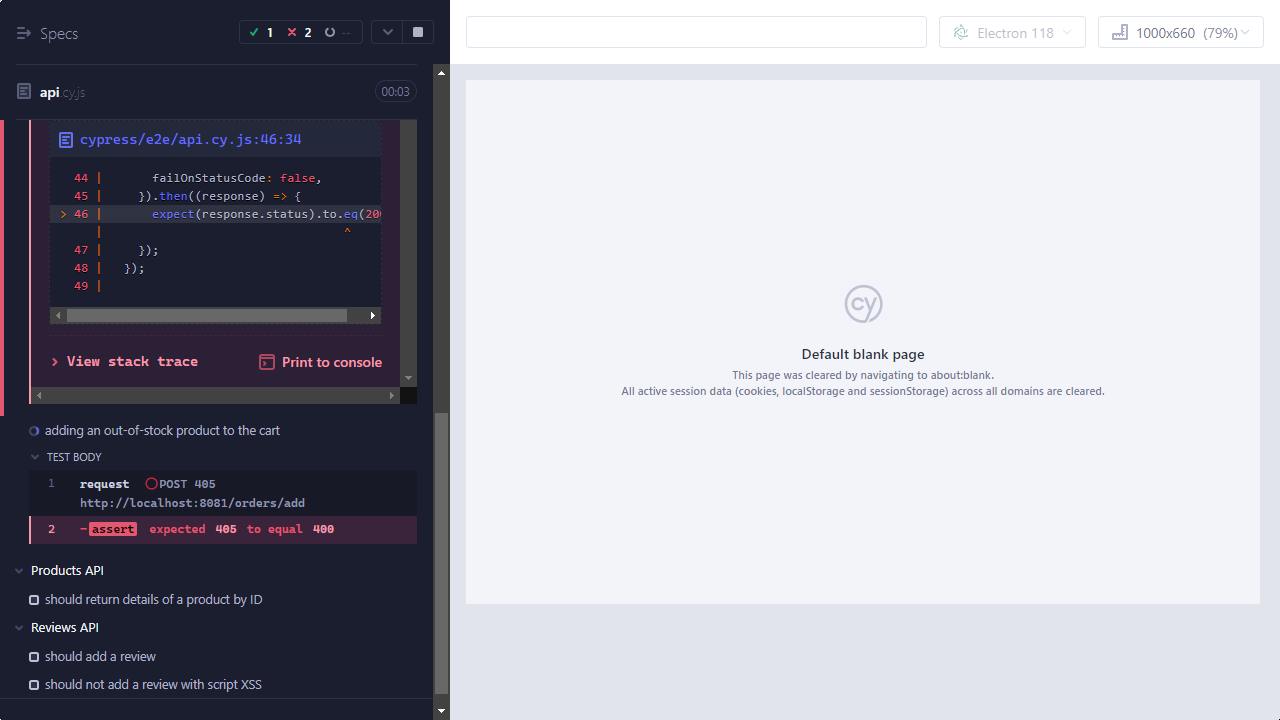 Specs
1
2
--
Electron 118
1000x660 (79%)
api.cy.js
00:03
cypress/e2e/api.cy.js:46:34
44 | failOnStatusCode: false,
45 | }).then((response) => {
> 46 | expect(response.status).to.eq(20
| ^
47 | });
48 | });
49 |
View stack trace
Print to console
adding an out-of-stock product to the cart
TEST BODY
1 request POST 405
http://localhost:8081/orders/add
2 -assert expected 405 to equal 400
Products API
should return details of a product by ID
Reviews API
should add a review
should not add a review with script XSS
cy
Default blank page
This page was cleared by navigating to about:blank.
All active session data (cookies, localStorage and sessionStorage) across all domains are cleared.